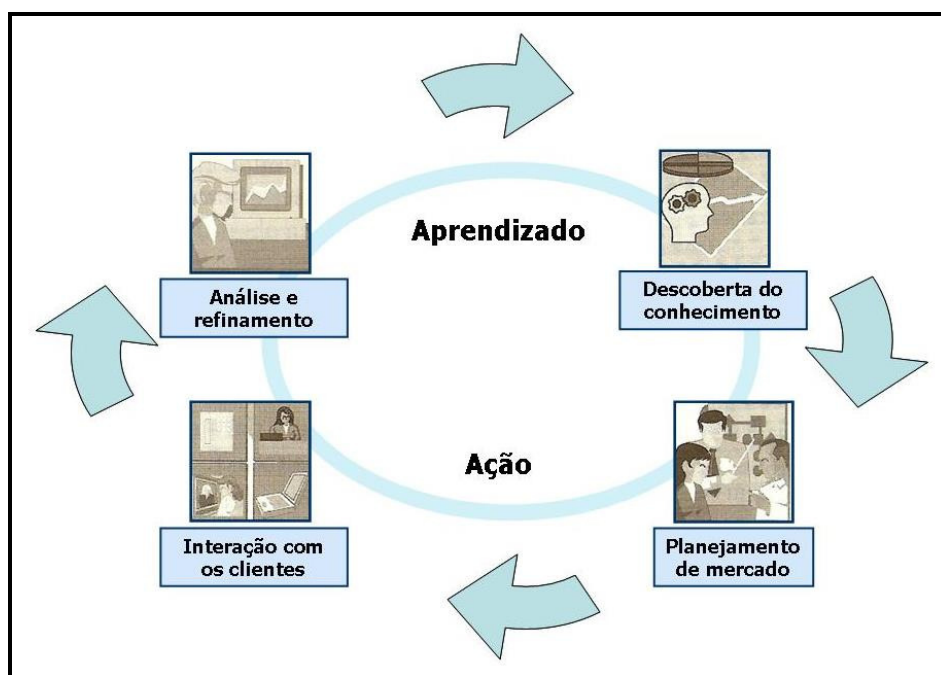 Aprendizado
Análise e
refinamento
Descoberta do
conhecimento
Ação
Interação com
os clientes
Planejamento
de mercado